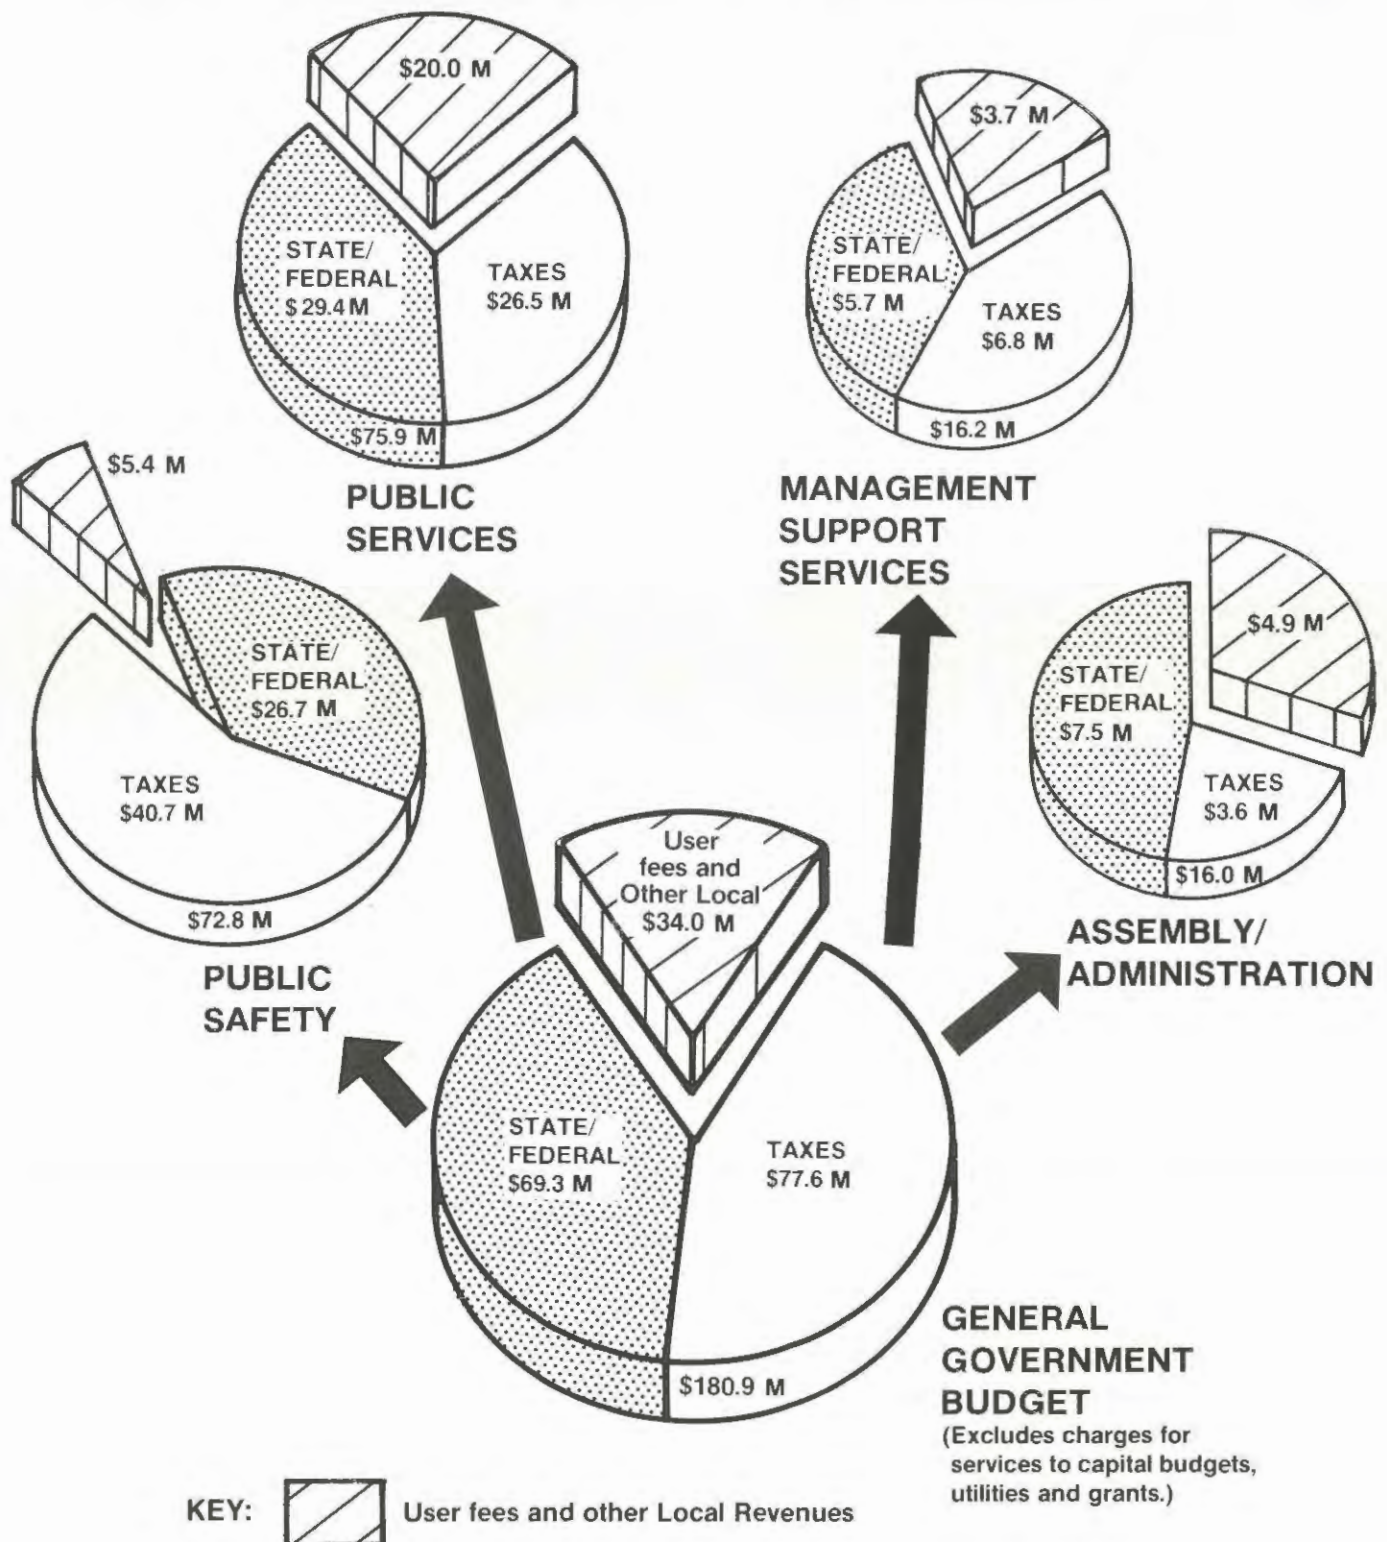 $20.0 M
STATE/
FEDERAL
$29.4 M
TAXES
$26.5 M
$75.9 M
PUBLIC
SERVICES
$3.7 M
STATE/
FEDERAL
$5.7 M
TAXES
$6.8 M
$16.2 M
MANAGEMENT
SUPPORT
SERVICES
$5.4 M
STATE/
FEDERAL
$26.7 M
TAXES
$40.7 M
$72.8 M
PUBLIC
SAFETY
$4.9 M
STATE/
FEDERAL
$7.5 M
TAXES
$3.6 M
$16.0 M
ASSEMBLY/
ADMINISTRATION
User
fees and
Other Local
$34.0 M
STATE/
FEDERAL
$69.3 M
TAXES
$77.6 M
$180.9 M
GENERAL
GOVERNMENT
BUDGET
(Excludes charges for
services to capital budgets,
utilities and grants.)
KEY:
User fees and other Local Revenues